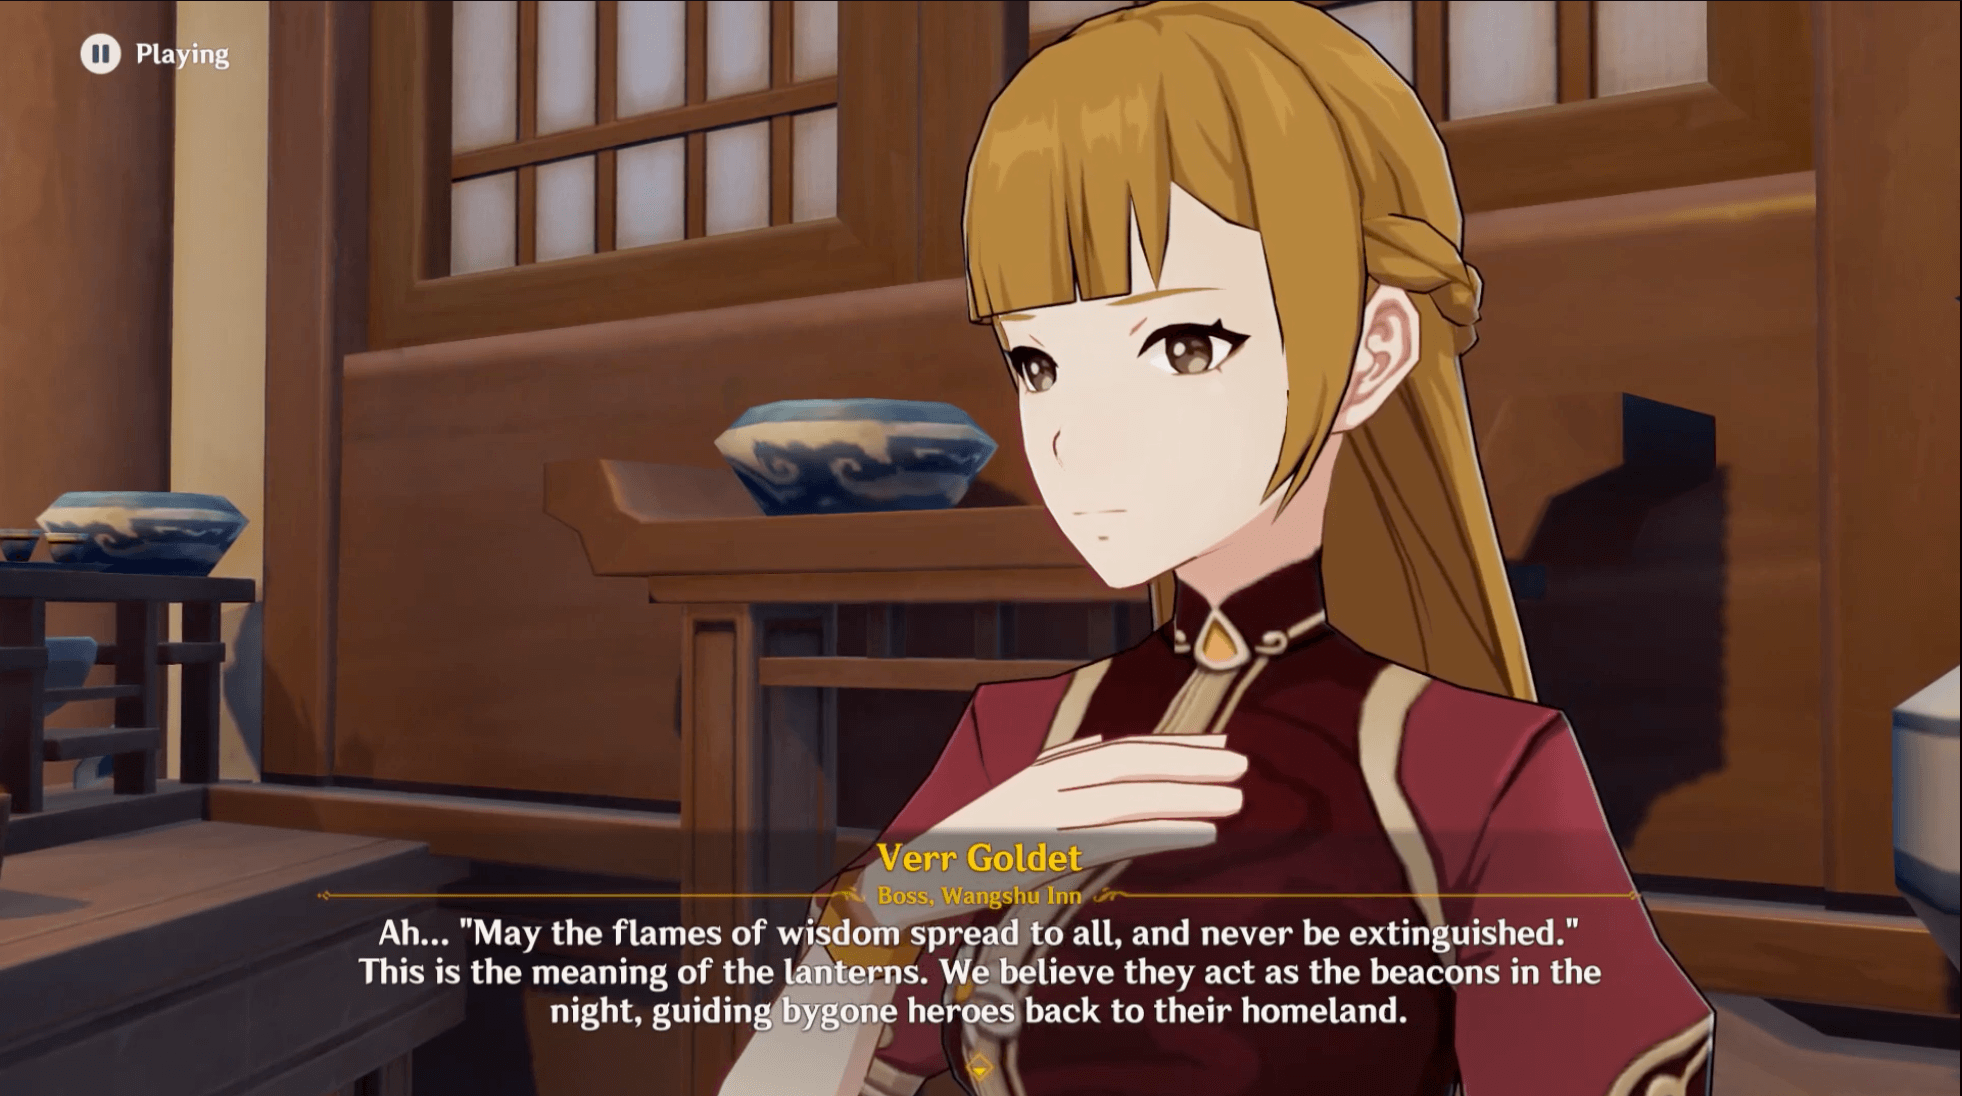 Playing
Verr Goldet
Boss, Wangshu Inn
Ah... "May the flames of wisdom spread to all, and never be extinguished."
This is the meaning of the lanterns. We believe they act as the beacons in the
night, guiding bygone heroes back to their homeland.